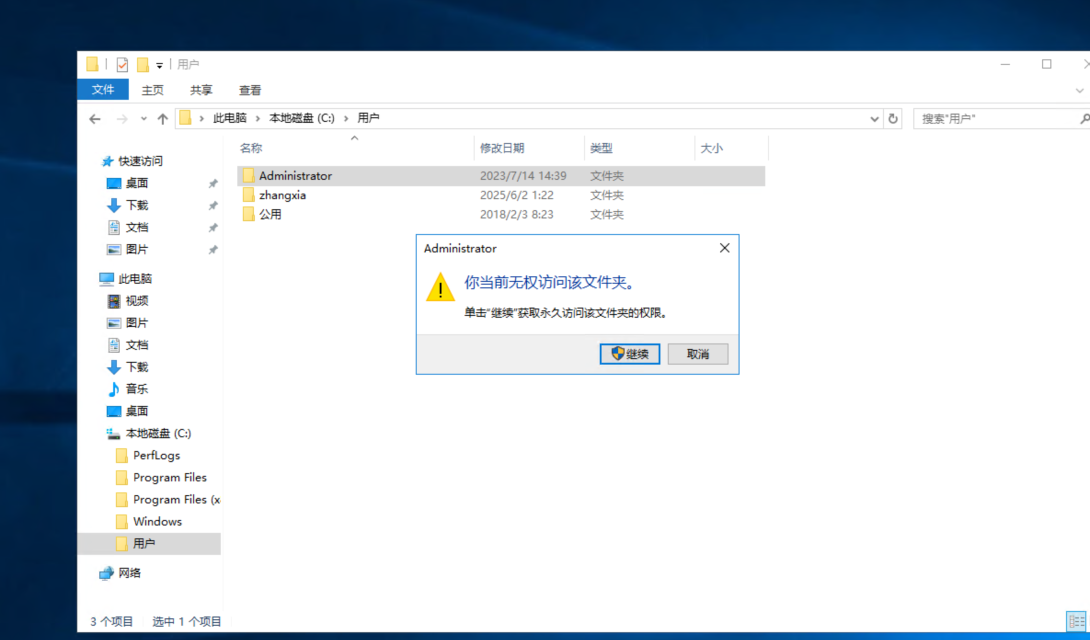 用户
文件 主页 共享 查看
此电脑 › 本地磁盘 (C:) › 用户
搜索"用户"
名称 修改日期 类型 大小
快速访问
桌面
下载
文档
图片
此电脑
视频
图片
文档
下载
音乐
桌面
本地磁盘 (C:)
PerfLogs
Program Files
Program Files (x
Windows
用户
网络
Administrator 2023/7/14 14:39 文件夹
zhangxia 2025/6/2 1:22 文件夹
公用 2018/2/3 8:23 文件夹
Administrator
你当前无权访问该文件夹。
单击"继续"获取永久访问该文件夹的权限。
继续 取消
3 个项目 选中 1 个项目